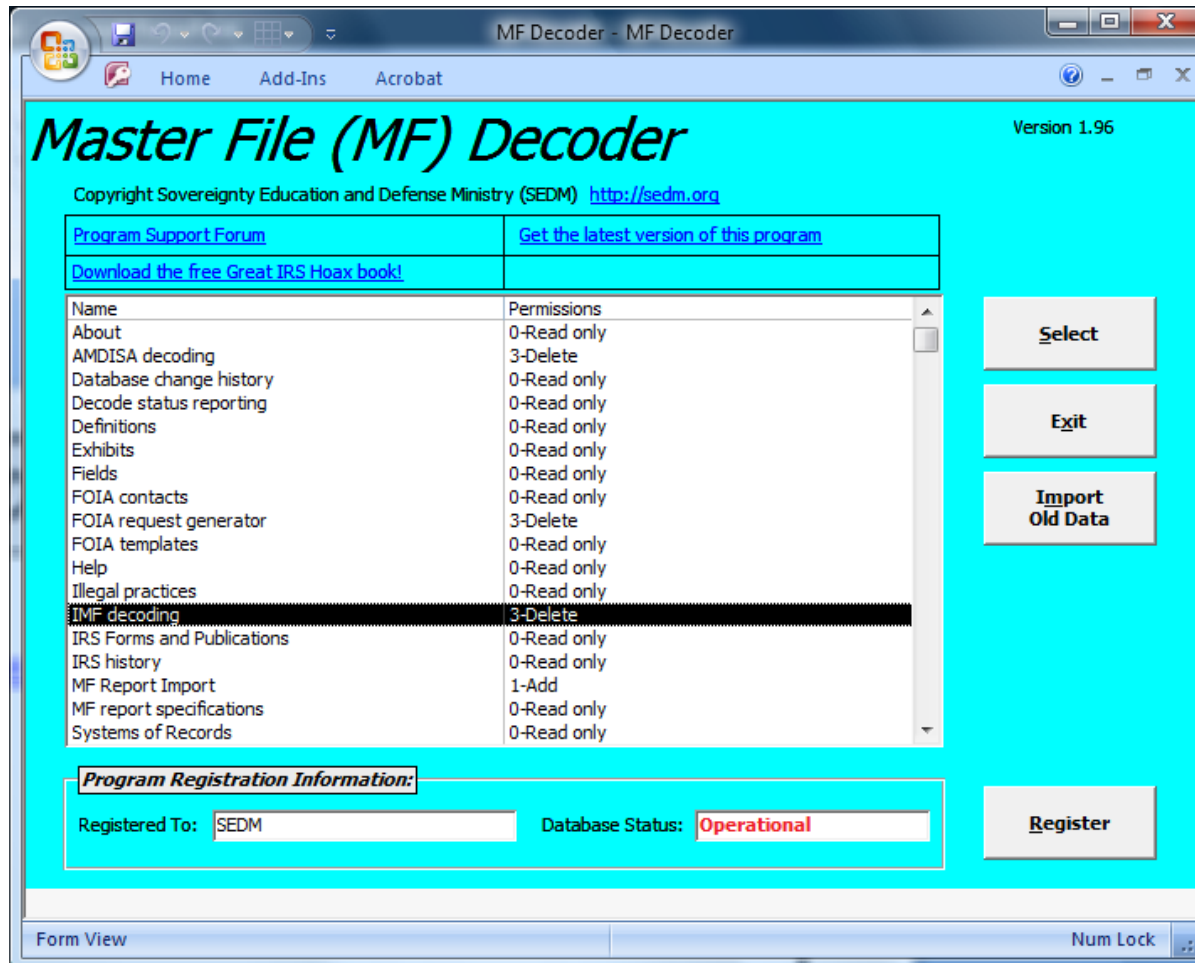 MF Decoder - MF Decoder
Home Add-Ins Acrobat
Master File (MF) Decoder
Version 1.96
Copyright Sovereignty Education and Defense Ministry (SEDM) http://sedm.org
Program Support Forum Get the latest version of this program
Download the free Great IRS Hoax book!
Name Permissions
About 0-Read only
AMDISA decoding 3-Delete
Database change history 0-Read only
Decode status reporting 0-Read only
Definitions 0-Read only
Exhibits 0-Read only
Fields 0-Read only
FOIA contacts 0-Read only
FOIA request generator 3-Delete
FOIA templates 0-Read only
Help 0-Read only
Illegal practices 0-Read only
IMF decoding 3-Delete
IRS Forms and Publications 0-Read only
IRS history 0-Read only
MF Report Import 1-Add
MF report specifications 0-Read only
Systems of Records 0-Read only
Select
Exit
Import
Old Data
Program Registration Information:
Registered To: SEDM Database Status: Operational
Register
Form View Num Lock